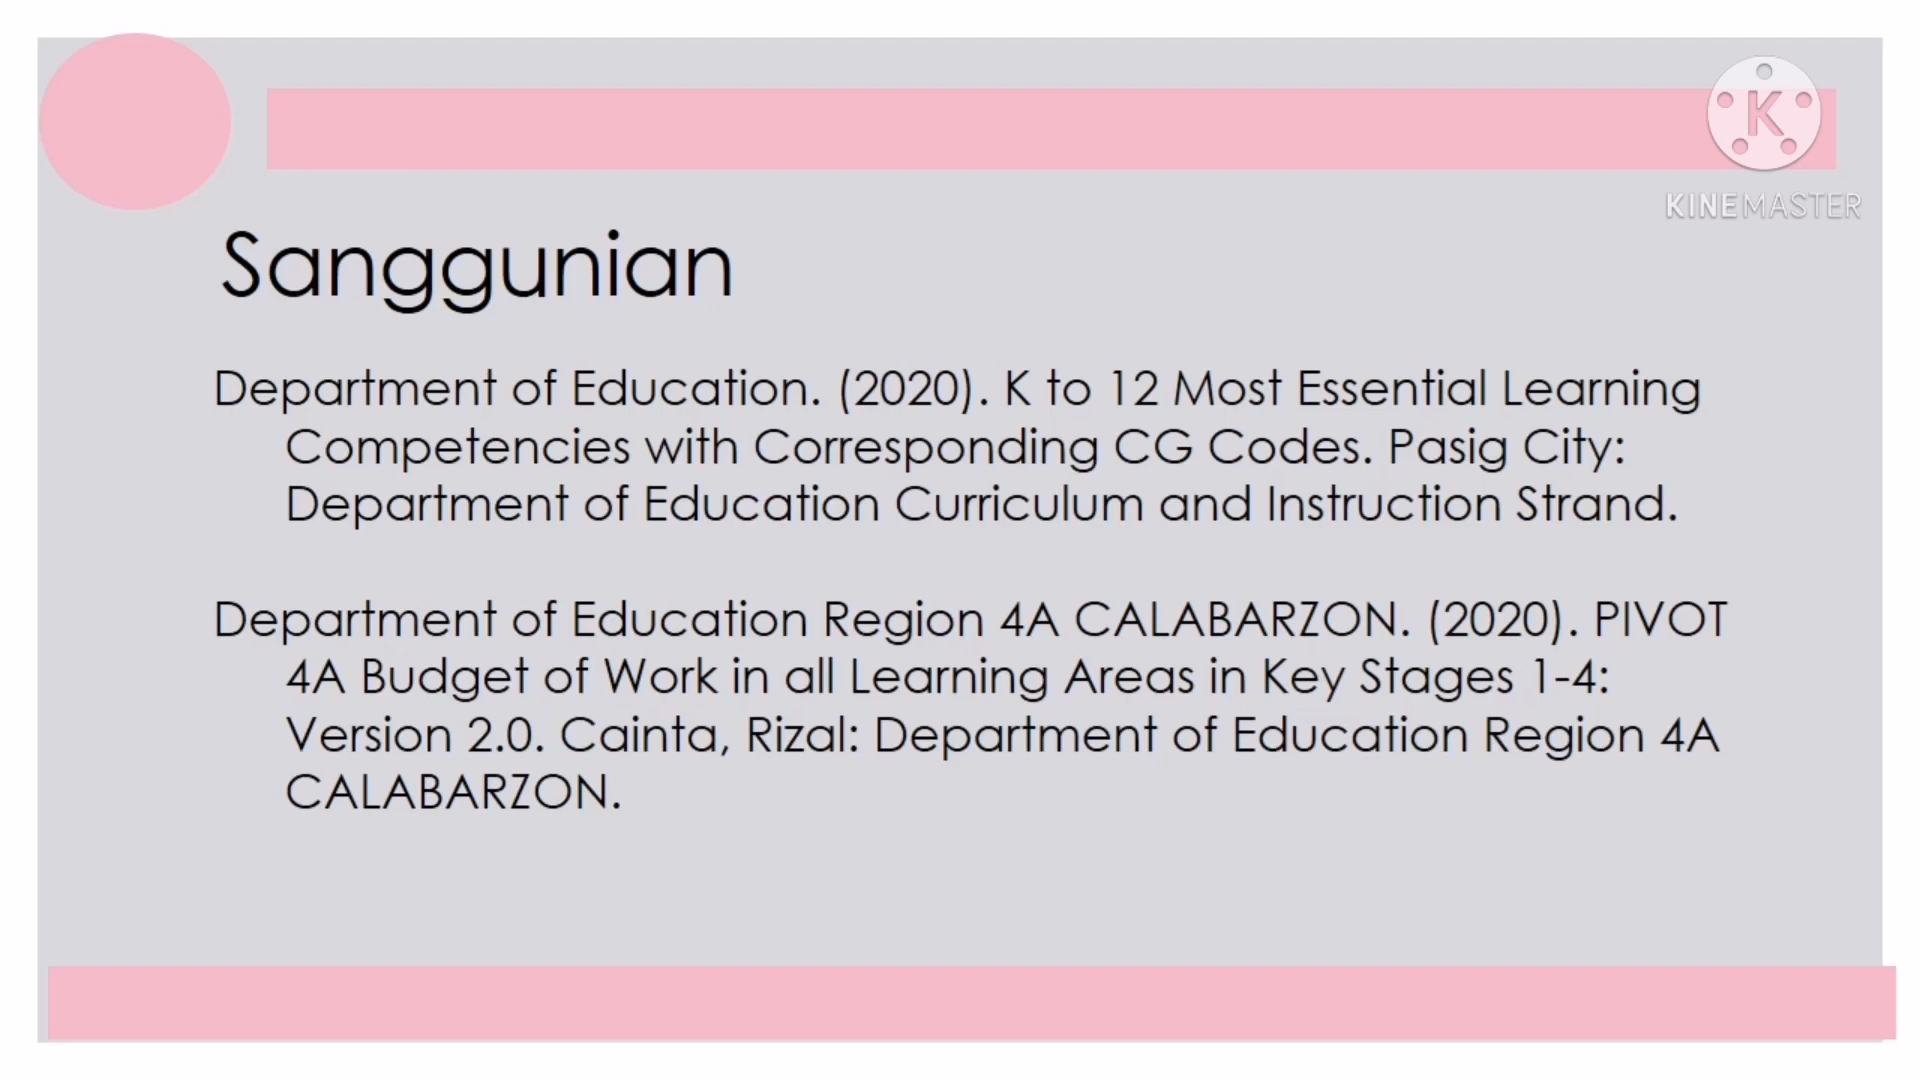 K
KINEMASTER
Sanggunian
Department of Education. (2020). K to 12 Most Essential Learning
Competencies with Corresponding CG Codes. Pasig City:
Department of Education Curriculum and Instruction Strand.
Department of Education Region 4A CALABARZON. (2020). PIVOT
4A Budget of Work in all Learning Areas in Key Stages 1-4:
Version 2.0. Cainta, Rizal: Department of Education Region 4A
CALABARZON.